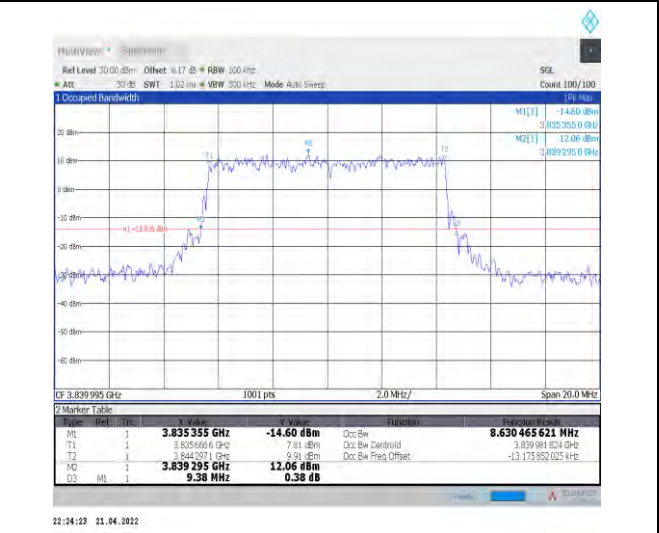 MultiView Spectrum
Ref Level 30.00 dBm Offset 6.17 dB RBW 100 kHz SGL
Att 30 dB SWT 1.02 ms VBW 300 kHz Mode Auto Sweep Count 100/100
1 Occupied Bandwidth 1Pk Max
M1[1] -14.60 dBm
3.835 355 0 GHz
M2[1] 12.06 dBm
3.839 295 0 GHz
20 dBm
10 dBm
0 dBm
-10 dBm
-20 dBm
-30 dBm
-40 dBm
-50 dBm
-60 dBm
T1
T2
M2
CF 3.839 995 GHz 1001 pts 2.0 MHz/ Span 20.0 MHz
2 Marker Table
Type Ref Trc X Value Y Value Function Function Result
M1 1 3.835 355 GHz -14.60 dBm Occ Bw 8.630 465 621 MHz
T1 1 3.835 666 6 GHz 7.81 dBm Occ Bw Centroid 3.839 981 824 GHz
T2 1 3.844 297 1 GHz 9.91 dBm Occ Bw Freq Offset -13.175 852 025 kHz
M2 1 3.839 295 GHz 12.06 dBm
D3 M1 1 9.38 MHz 0.38 dB
22:24:23 21.04.2022